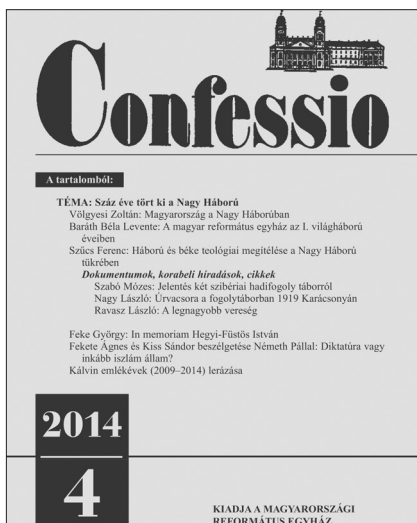 Confessio
A tartalomból:
TÉMA: Száz éve tört ki a Nagy Háború
Völgyesi Zoltán: Magyarország a Nagy Háborúban
Baráth Béla Levente: A magyar református egyház az I. világháború
éveiben
Szűcs Ferenc: Háború és béke teológiai megítélése a Nagy Háború
tükrében
Dokumentumok, korabeli híradások, cikkek
Szabó Mózes: Jelentés két szibériai hadifogoly táborról
Nagy László: Úrvacsora a fogolytáborban 1919 Karácsonyán
Ravasz László: A legnagyobb vereség
Feke György: In memoriam Hegyi-Füstös István
Fekete Ágnes és Kiss Sándor beszélgetése Németh Pállal: Diktatúra vagy
inkább iszlám állam?
Kálvin emlékévek (2009–2014) lerázása
2014
4
KIADJA A MAGYARORSZÁGI
REFORMÁTUS EGYHÁZ